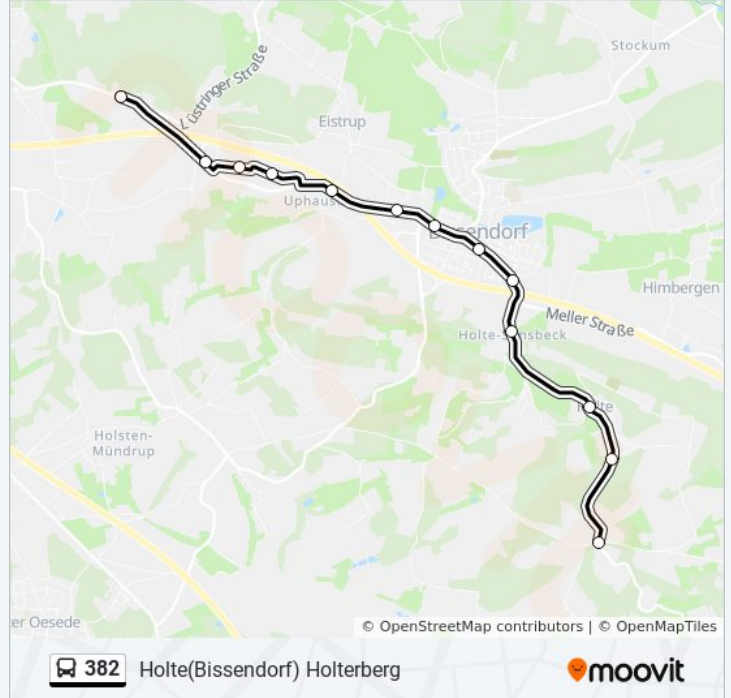 Stockum
Lüstringer Straße
Eistrup
Uphaus
Bissendorf
Himbergen
Meller Straße
Holte-Sünsbeck
Holte
Holsten-
Mündrup
er Oesede
© OpenStreetMap contributors | © OpenMapTiles
382 Holte(Bissendorf) Holterberg
moovit